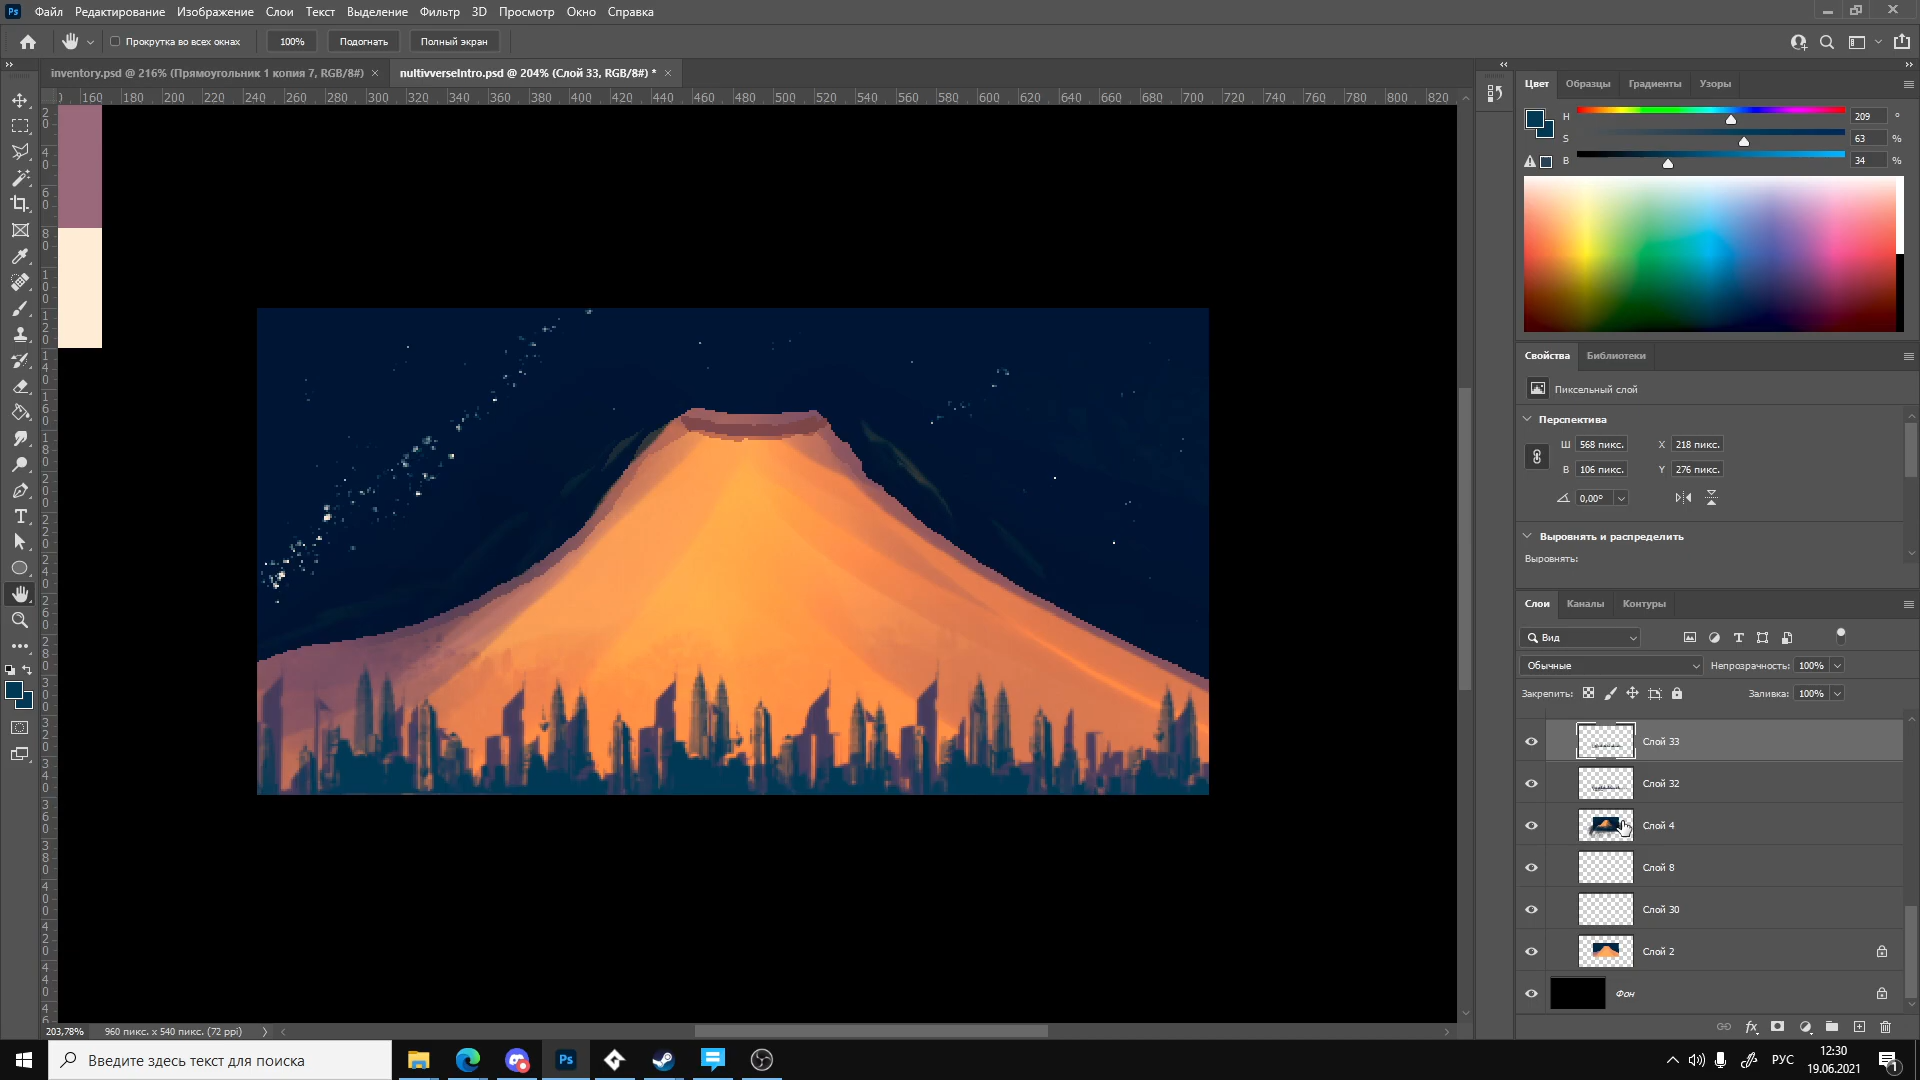 Ps Файл Редактирование Изображение Слои Текст Выделение Фильтр 3D Просмотр Окно Справка
Прокрутка во всех окнах 100% Подогнать Полный экран
inventory.psd @ 216% (Прямоугольник 1 копия 7, RGB/8#) × nultivverseIntro.psd @ 204% (Слой 33, RGB/8#) * ×
160 180 200 220 240 260 280 300 320 340 360 380 400 420 440 460 480 500 520 540 560 580 600 620 640 660 680 700 720 740 760 780 800 820
Цвет Образцы Градиенты Узоры
H 209 °
S 63 %
B 34 %
Свойства Библиотеки
Пиксельный слой
Перспектива
Ш 568 пикс. X 218 пикс.
В 106 пикс. Y 276 пикс.
0,00°
Выровнять и распределить
Выровнять:
Слои Каналы Контуры
Вид
Обычные Непрозрачность: 100%
Закрепить: Заливка: 100%
Слой 33
Слой 32
Слой 4
Слой 8
Слой 30
Слой 2
Фон
203,78% 960 пикс. x 540 пикс. (72 ppi)
Введите здесь текст для поиска
Ps
РУС
12:30
19.06.2021
1